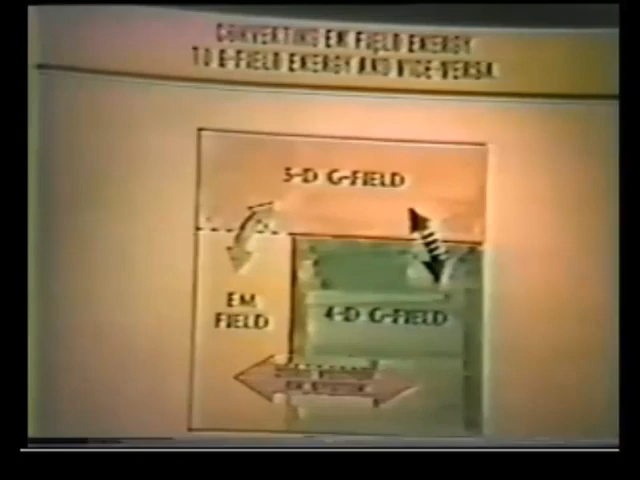 CONVERTING EM FIELD ENERGY
TO G-FIELD ENERGY AND VICE-VERSA
5-D G-FIELD
EM
FIELD
4-D G-FIELD